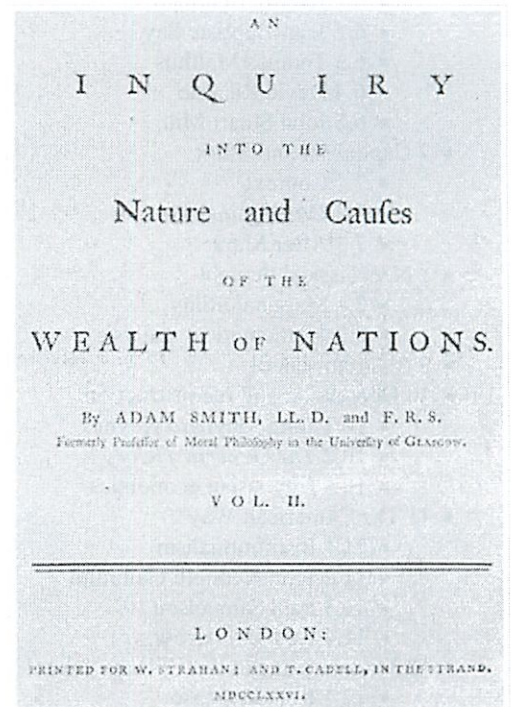 AN
INQUIRY
INTO THE
Nature and Cauſes
OF THE
WEALTH OF NATIONS.
By ADAM SMITH, LL. D. and F. R. S.
Formerly Profeſſor of Moral Philoſophy in the Univerſity of GLASGOW.
VOL. II.
LONDON:
PRINTED FOR W. STRAHAN; AND T. CADELL, IN THE STRAND.
MDCCLXXVI.